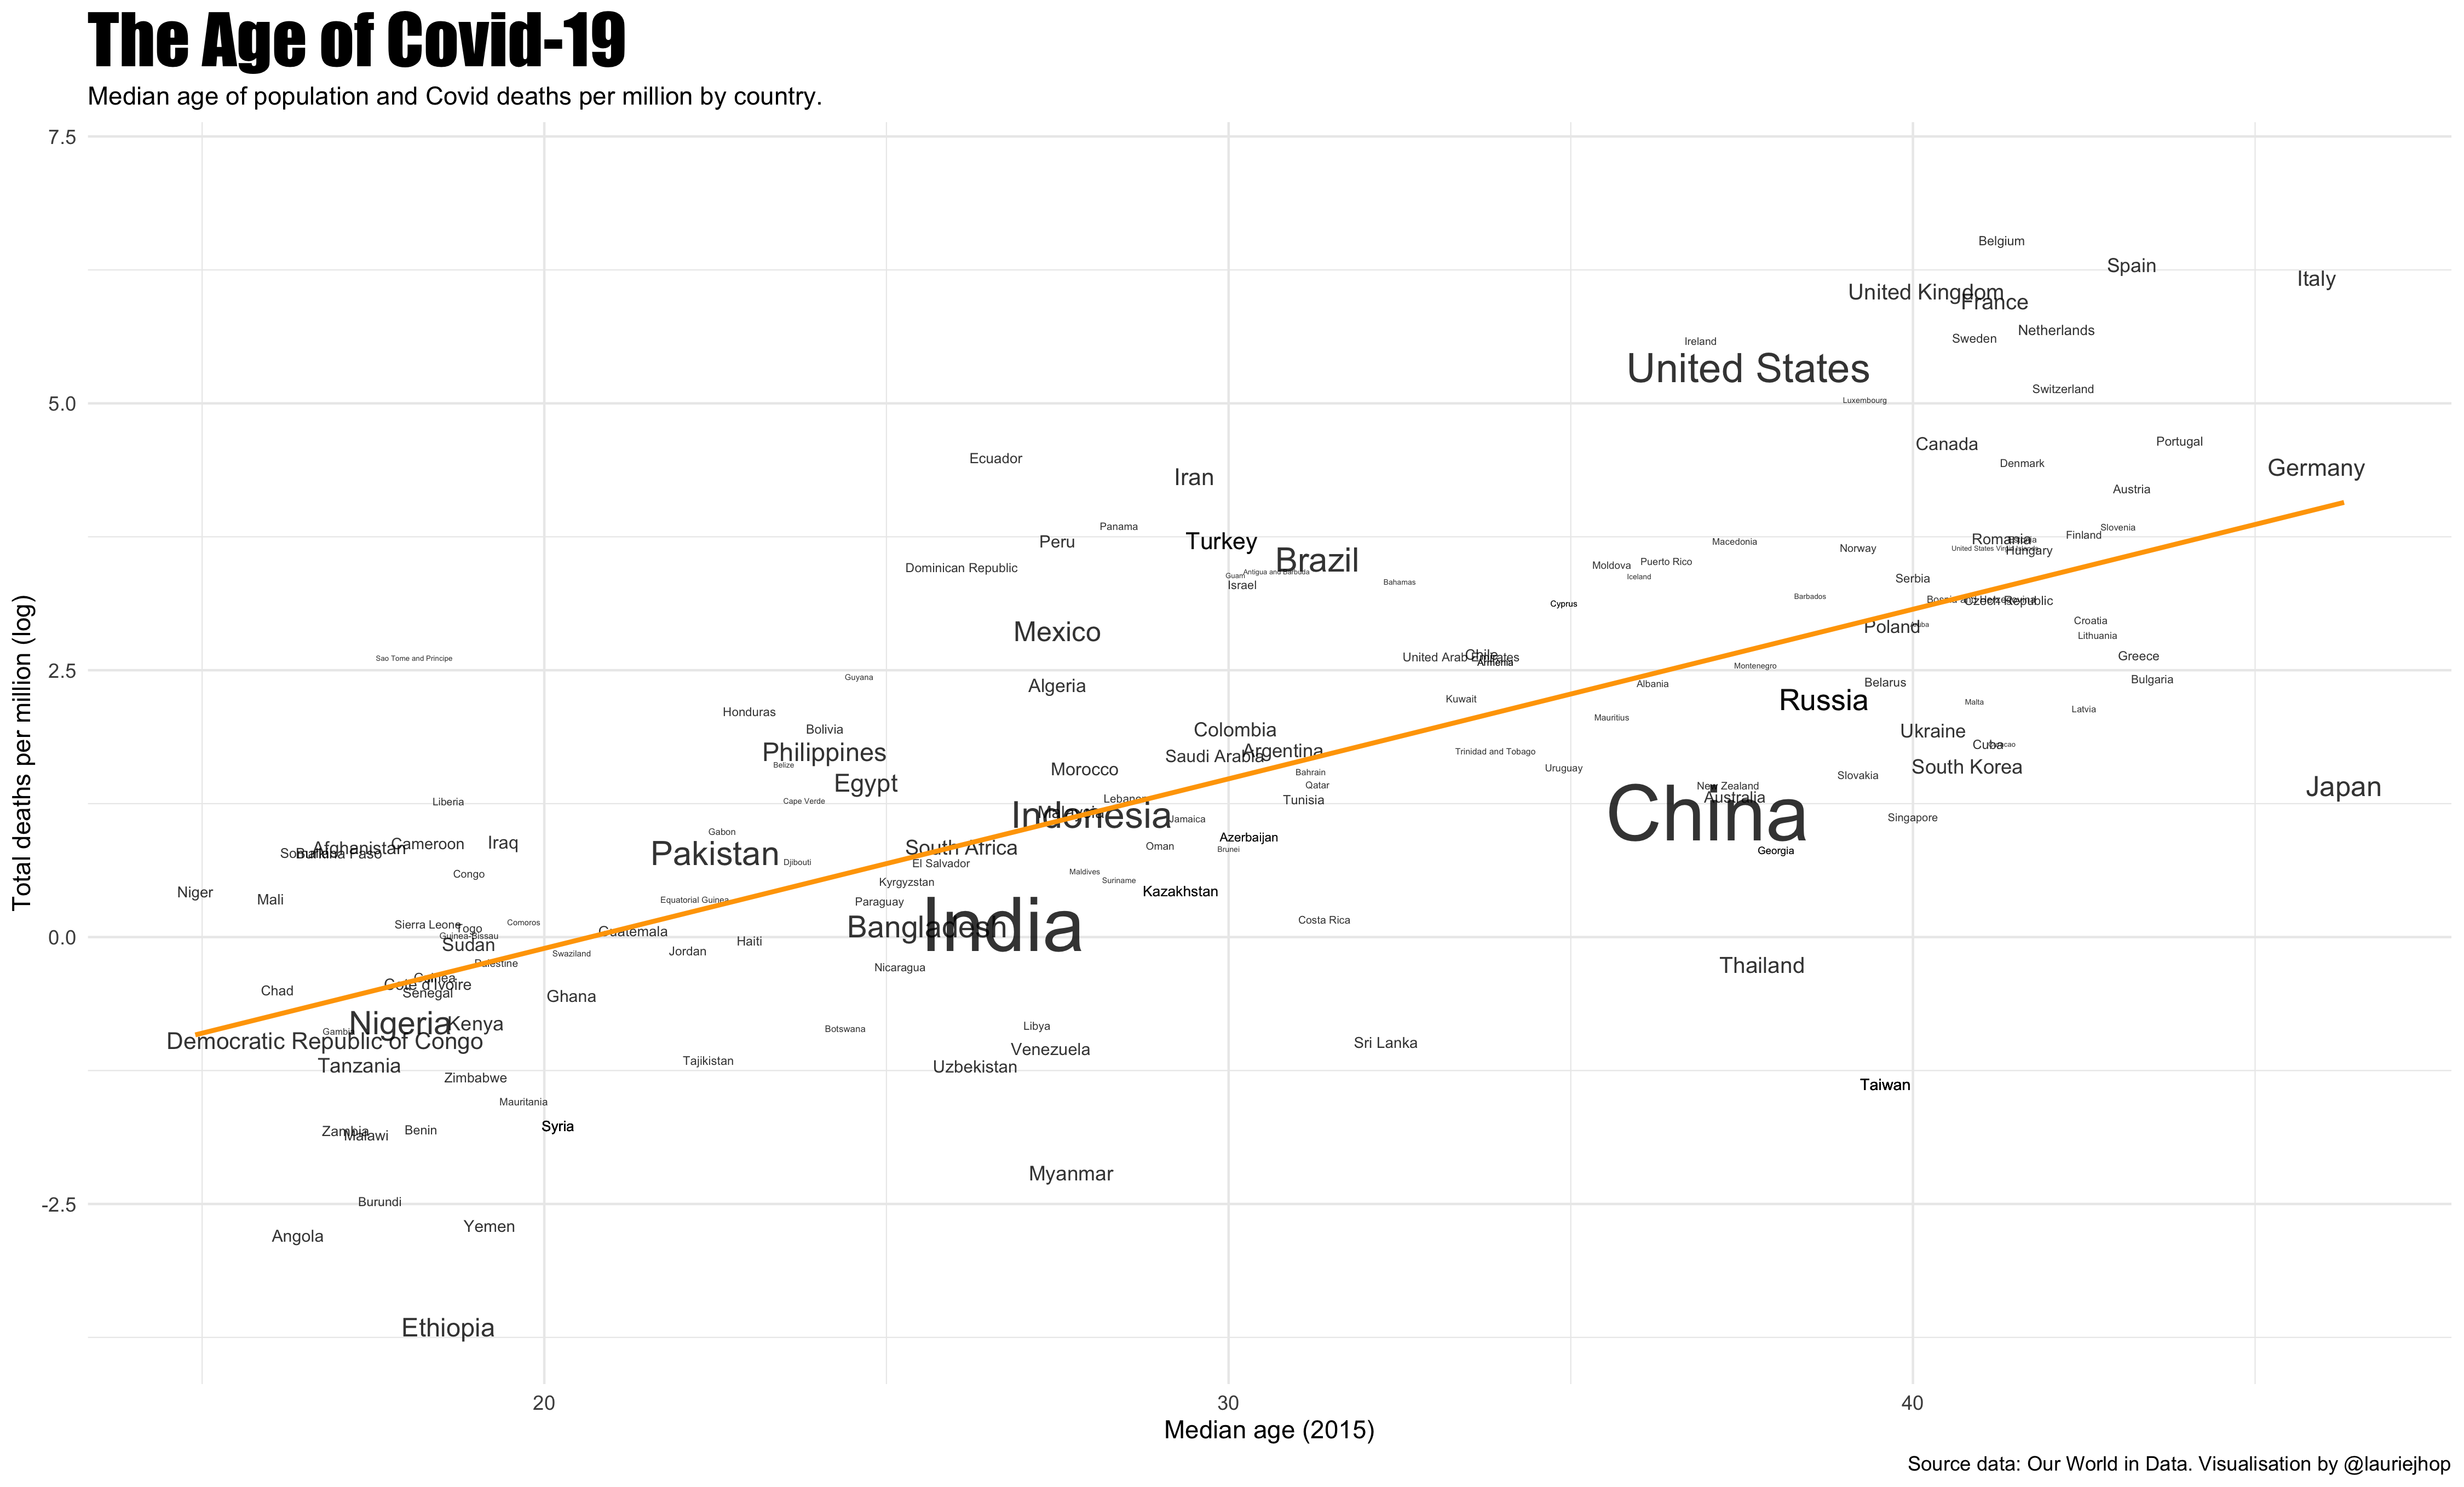 The Age of Covid-19
Median age of population and Covid deaths per million by country.
7.5
Belgium
Spain
Italy
United Kingdom
France
Netherlands
Sweden
Ireland
United States
Switzerland
Luxembourg
5.0
Canada
Portugal
Ecuador
Denmark
Germany
Iran
Austria
Panama
Slovenia
Finland
Peru
Turkey
Macedonia
Romania
Norway
Hungary
Brazil
Puerto Rico
Moldova
Dominican Republic
Antigua and Barbuda
Guam
Iceland
Serbia
Bahamas
Israel
Barbados
Bosnia and Herzegovina
Czech Republic
Cyprus
Croatia
Poland
Aruba
Mexico
Lithuania
Total deaths per million (log)
Sao Tome and Principe
United Arab Emirates
Chile
Armenia
Greece
2.5
Montenegro
Guyana
Bulgaria
Algeria
Albania
Belarus
Kuwait
Russia
Malta
Latvia
Honduras
Mauritius
Bolivia
Colombia
Ukraine
Cuba
Philippines
Saudi Arabia
Argentina
Trinidad and Tobago
Belize
Morocco
Uruguay
South Korea
Bahrain
Slovakia
Egypt
Qatar
New Zealand
Japan
Liberia
Cape Verde
Lebanon
Tunisia
Australia
Indonesia
Malaysia
China
Jamaica
Singapore
Gabon
Azerbaijan
Afghanistan
Cameroon
Iraq
Somalia
Burkina Faso
Pakistan
South Africa
Oman
Brunei
Georgia
Djibouti
El Salvador
Congo
Maldives
Suriname
Niger
Mali
Kyrgyzstan
Kazakhstan
Equatorial Guinea
Paraguay
Sierra Leone
Togo
Comoros
Costa Rica
Guinea-Bissau
Guatemala
Bangladesh
India
0.0
Sudan
Haiti
Jordan
Swaziland
Palestine
Nicaragua
Thailand
Guinea
Cote d'Ivoire
Chad
Senegal
Ghana
Nigeria
Kenya
Gambia
Botswana
Libya
Democratic Republic of Congo
Venezuela
Sri Lanka
Tanzania
Tajikistan
Uzbekistan
Zimbabwe
Taiwan
Mauritania
Zambia
Malawi
Benin
Syria
Myanmar
Burundi
-2.5
Angola
Yemen
Ethiopia
20
30
40
Median age (2015)
Source data: Our World in Data. Visualisation by @lauriejhop